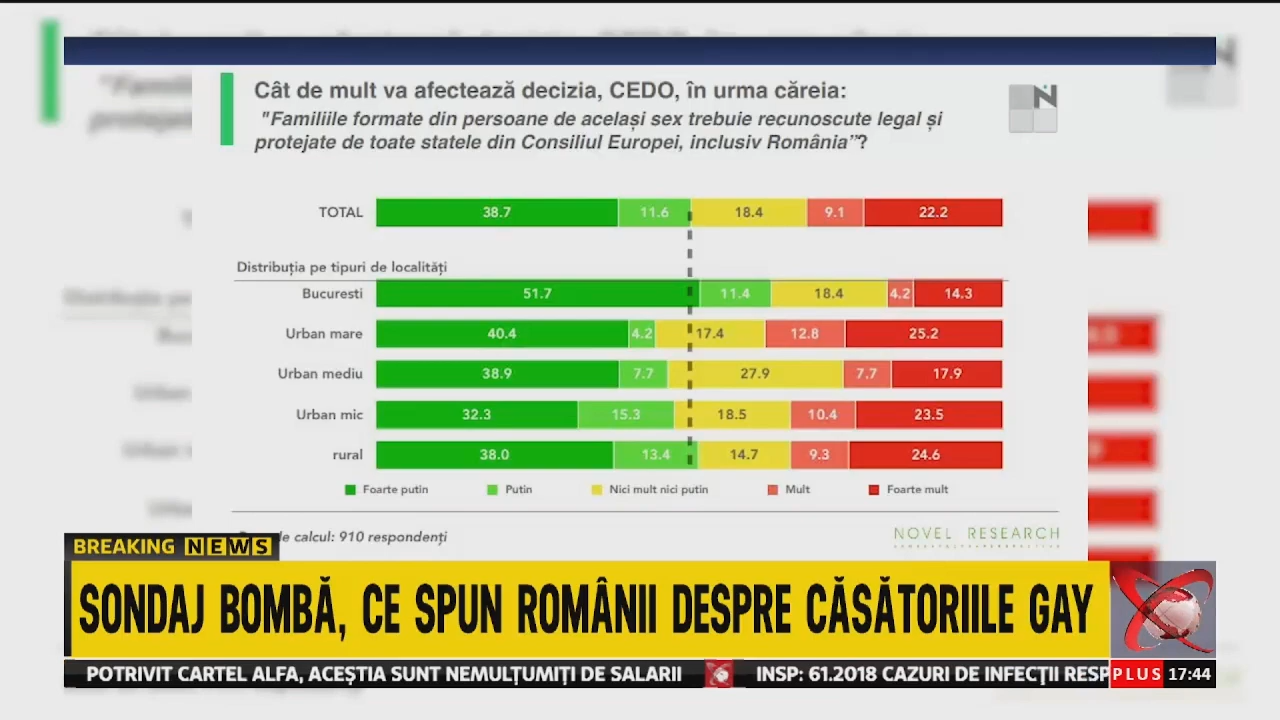 Cât de mult va afectează decizia, CEDO, în urma căreia:
"Familiile formate din persoane de același sex trebuie recunoscute legal și
protejate de toate statele din Consiliul Europei, inclusiv România”?
N
TOTAL 38.7 11.6 18.4 9.1 22.2
Distribuția pe tipuri de localități
Bucuresti 51.7 11.4 18.4 4.2 14.3
Urban mare 40.4 4.2 17.4 12.8 25.2
Urban mediu 38.9 7.7 27.9 7.7 17.9
Urban mic 32.3 15.3 18.5 10.4 23.5
rural 38.0 13.4 14.7 9.3 24.6
Foarte putin Putin Nici mult nici putin Mult Foarte mult
de calcul: 910 respondenți
NOVEL RESEARCH
BREAKING NEWS
SONDAJ BOMBĂ, CE SPUN ROMÂNII DESPRE CĂSĂTORIILE GAY
POTRIVIT CARTEL ALFA, ACEȘTIA SUNT NEMULȚUMIȚI DE SALARII INSP: 61.2018 CAZURI DE INFECȚII RESP
PLUS 17:44